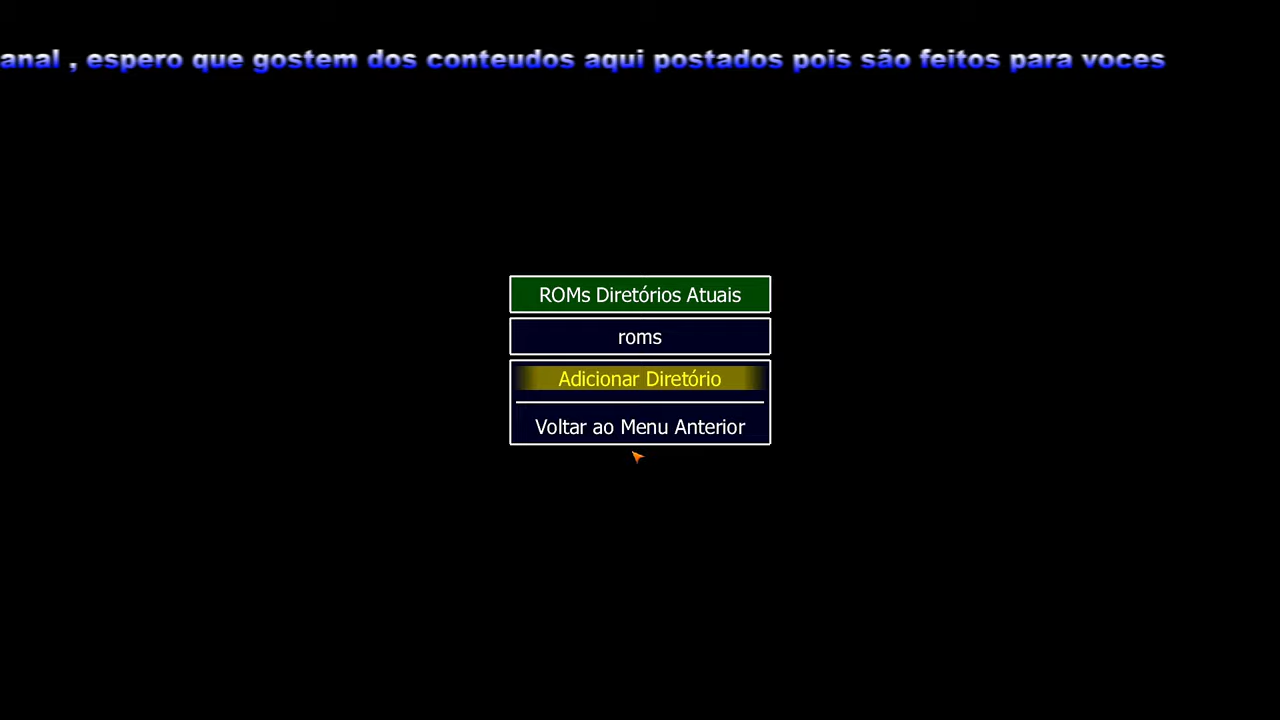 anal , espero que gostem dos conteudos aqui postados pois são feitos para voces
ROMs Diretórios Atuais
roms
Adicionar Diretório
Voltar ao Menu Anterior